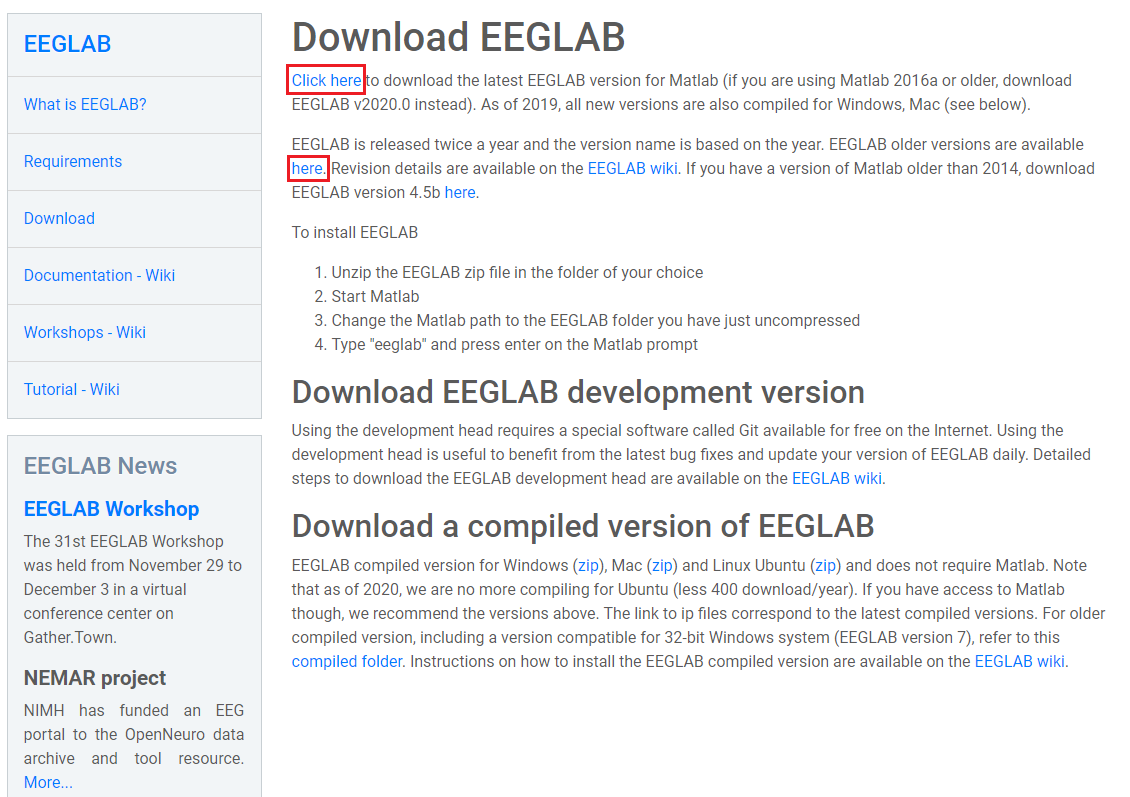 EEGLAB
What is EEGLAB?
Requirements
Download
Documentation - Wiki
Workshops - Wiki
Tutorial - Wiki
EEGLAB News
EEGLAB Workshop
The 31st EEGLAB Workshop
was held from November 29 to
December 3 in a virtual
conference center on
Gather.Town.
NEMAR project
NIMH has funded an EEG
portal to the OpenNeuro data
archive and tool resource.
More...
Download EEGLAB
Click here to download the latest EEGLAB version for Matlab (if you are using Matlab 2016a or older, download
EEGLAB v2020.0 instead). As of 2019, all new versions are also compiled for Windows, Mac (see below).
EEGLAB is released twice a year and the version name is based on the year. EEGLAB older versions are available
here. Revision details are available on the EEGLAB wiki. If you have a version of Matlab older than 2014, download
EEGLAB version 4.5b here.
To install EEGLAB
1. Unzip the EEGLAB zip file in the folder of your choice
2. Start Matlab
3. Change the Matlab path to the EEGLAB folder you have just uncompressed
4. Type "eeglab" and press enter on the Matlab prompt
Download EEGLAB development version
Using the development head requires a special software called Git available for free on the Internet. Using the
development head is useful to benefit from the latest bug fixes and update your version of EEGLAB daily. Detailed
steps to download the EEGLAB development head are available on the EEGLAB wiki.
Download a compiled version of EEGLAB
EEGLAB compiled version for Windows (zip), Mac (zip) and Linux Ubuntu (zip) and does not require Matlab. Note
that as of 2020, we are no more compiling for Ubuntu (less 400 download/year). If you have access to Matlab
though, we recommend the versions above. The link to ip files correspond to the latest compiled versions. For older
compiled version, including a version compatible for 32-bit Windows system (EEGLAB version 7), refer to this
compiled folder. Instructions on how to install the EEGLAB compiled version are available on the EEGLAB wiki.